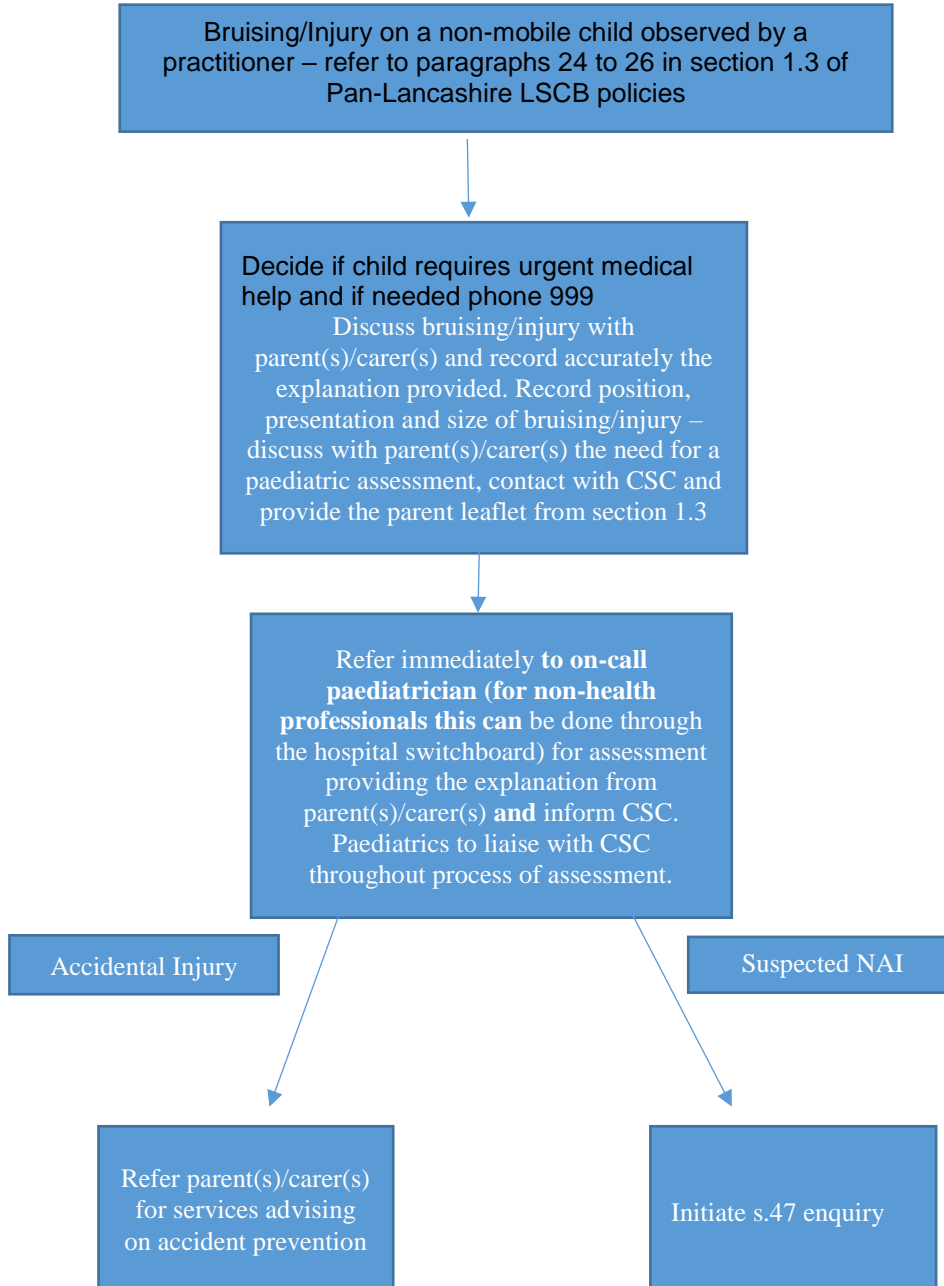 Bruising/Injury on a non-mobile child observed by a
practitioner – refer to paragraphs 24 to 26 in section 1.3 of
Pan-Lancashire LSCB policies
Decide if child requires urgent medical
help and if needed phone 999
Discuss bruising/injury with
parent(s)/carer(s) and record accurately the
explanation provided. Record position,
presentation and size of bruising/injury –
discuss with parent(s)/carer(s) the need for a
paediatric assessment, contact with CSC and
provide the parent leaflet from section 1.3
Refer immediately to on-call
paediatrician (for non-health
professionals this can be done through
the hospital switchboard) for assessment
providing the explanation from
parent(s)/carer(s) and inform CSC.
Paediatrics to liaise with CSC
throughout process of assessment.
Accidental Injury
Suspected NAI
Refer parent(s)/carer(s)
for services advising
on accident prevention
Initiate s.47 enquiry